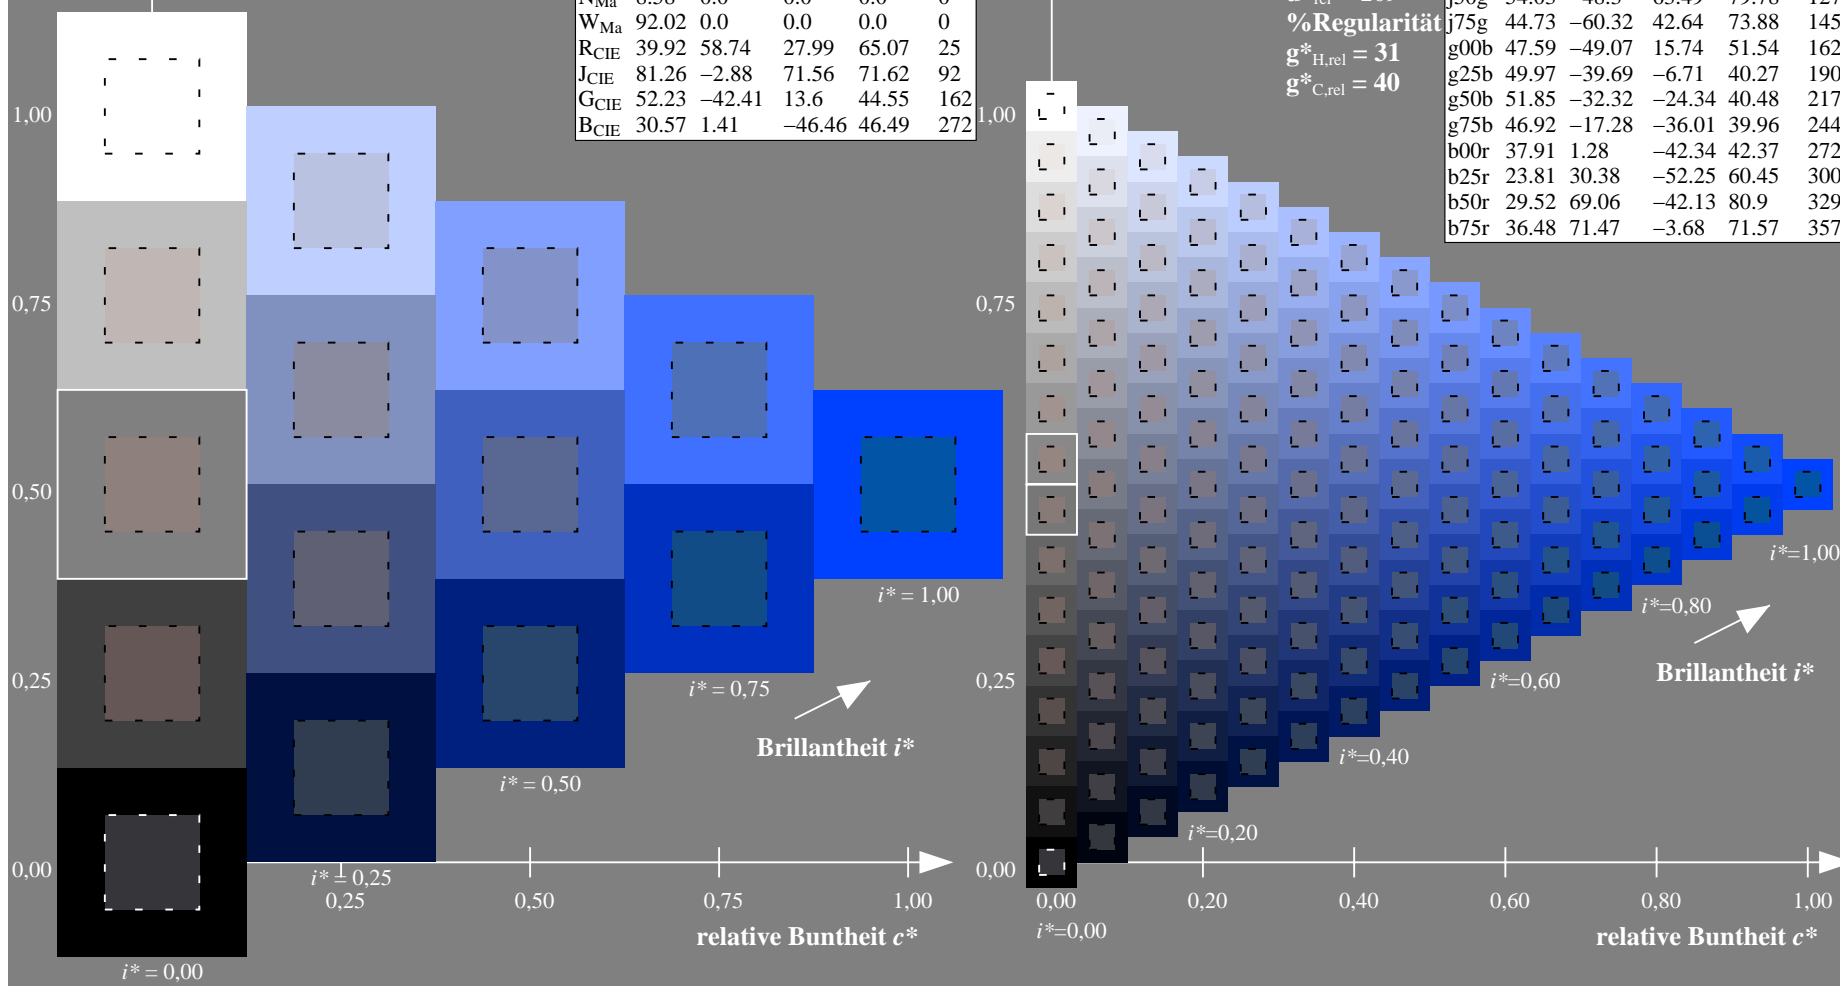 W_Ma 92.02 0.0 0.0 0.0 0
R_CIE 39.92 58.74 27.99 65.07 25
J_CIE 81.26 −2.88 71.56 71.62 92
G_CIE 52.23 −42.41 13.6 44.55 162
B_CIE 30.57 1.41 −46.46 46.49 272
1,00
0,75
0,50
0,25
0,00
i* = 1,00
i* = 0,75
Brillantheit i*
i* = 0,50
i* = 0,25
0,25 0,50 0,75 1,00
relative Buntheit c*
i* = 0,00
%Regularität
g*H,rel = 31
g*C,rel = 40
j75g 44.73 −60.32 42.64 73.88 145
g00b 47.59 −49.07 15.74 51.54 162
g25b 49.97 −39.69 −6.71 40.27 190
g50b 51.85 −32.32 −24.34 40.48 217
g75b 46.92 −17.28 −36.01 39.96 244
b00r 37.91 1.28 −42.34 42.37 272
b25r 23.81 30.38 −52.25 60.45 300
b50r 29.52 69.06 −42.13 80.9 329
b75r 36.48 71.47 −3.68 71.57 357
1,00
0,75
0,50
0,25
0,00
i*=1,00
i*=0,80
Brillantheit i*
i*=0,60
i*=0,40
i*=0,20
0,00 0,20 0,40 0,60 0,80 1,00
i*=0,00
relative Buntheit c*